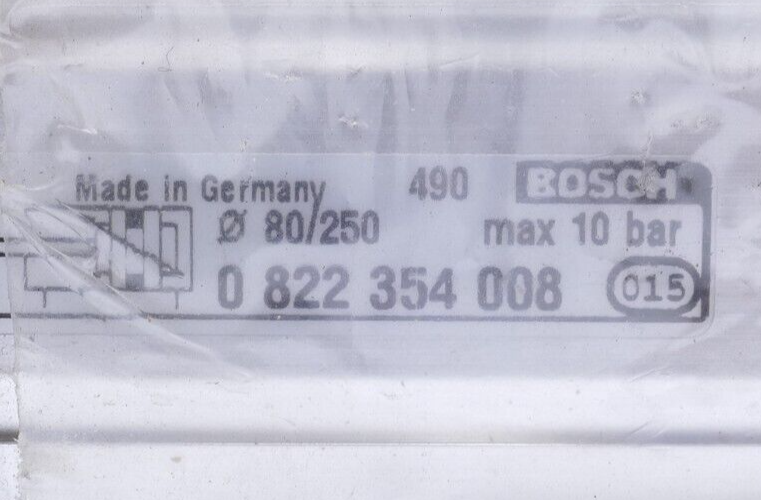 Made in Germany 490 BOSCH
Ø 80/250 max 10 bar
0 822 354 008 015